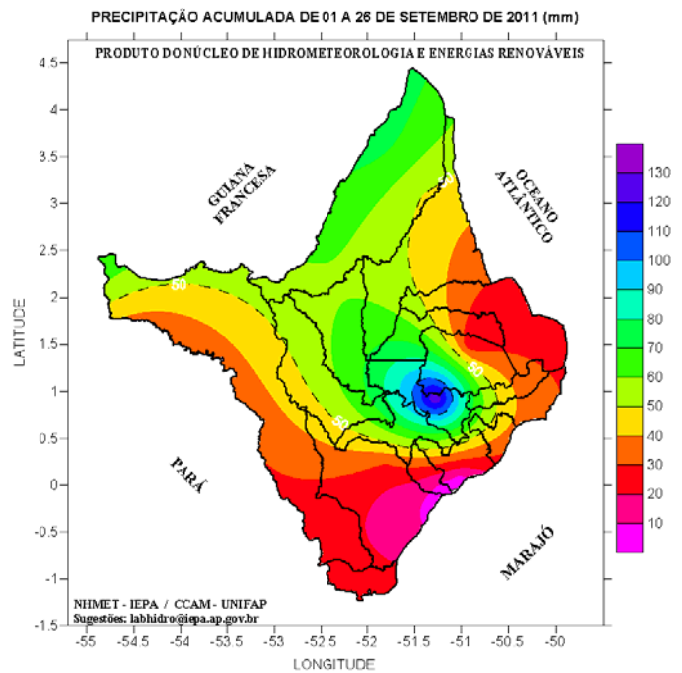 PRECIPITAÇÃO ACUMULADA DE 01 A 26 DE SETEMBRO DE 2011 (mm)
PRODUTO DO NÚCLEO DE HIDROMETEOROLOGIA E ENERGIAS RENOVÁVEIS
4.5
4
3.5
3
2.5
2
1.5
1
0.5
0
-0.5
-1
-1.5
LATITUDE
GUIANA
FRANCESA
OCEANO
ATLÂNTICO
50
50
50
50
PARÁ
MARAJÓ
130
120
110
100
90
80
70
60
50
40
30
20
10
NHMET - IEPA / CCAM - UNIFAP
Sugestões: labhidro@iepa.ap.gov.br
-55 -54.5 -54 -53.5 -53 -52.5 -52 -51.5 -51 -50.5 -50
LONGITUDE